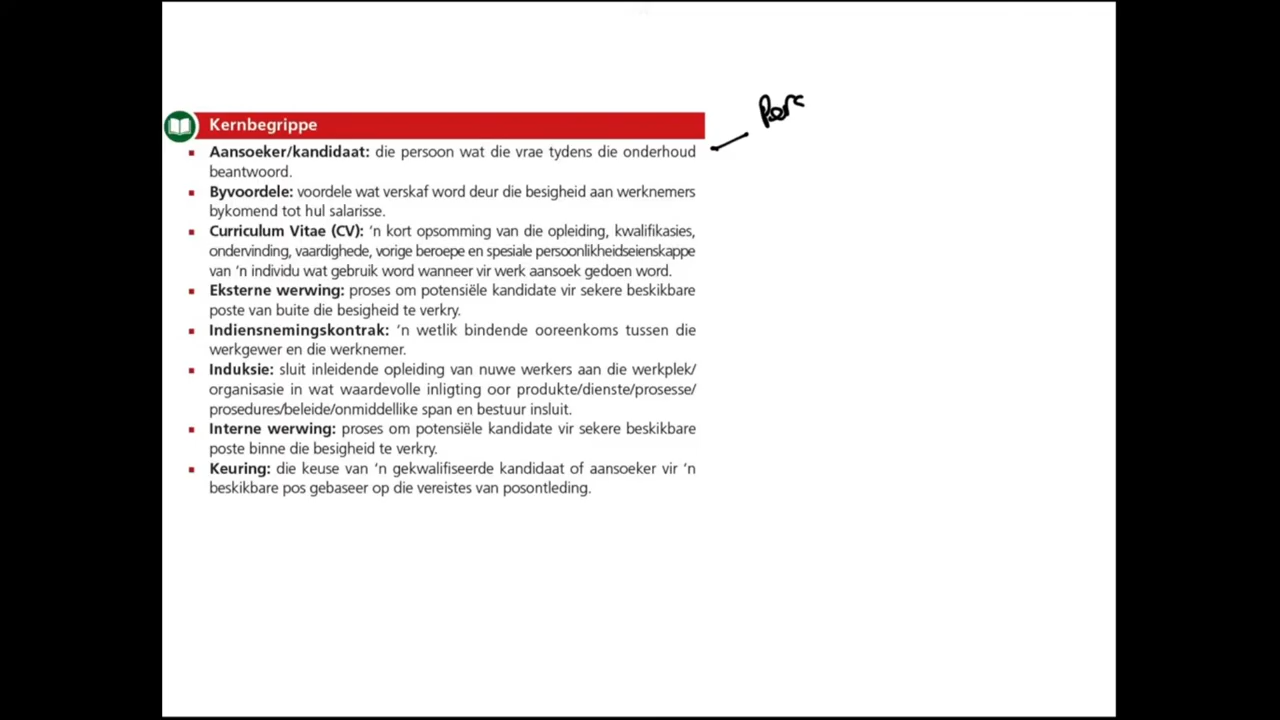 Kernbegrippe
Aansoeker/kandidaat: die persoon wat die vrae tydens die onderhoud
beantwoord.
Byvoordele: voordele wat verskaf word deur die besigheid aan werknemers
bykomend tot hul salarisse.
Curriculum Vitae (CV): ‘n kort opsomming van die opleiding, kwalifikasies,
ondervinding, vaardighede, vorige beroepe en spesiale persoonlikheidseienskappe
van ‘n individu wat gebruik word wanneer vir werk aansoek gedoen word.
Eksterne werwing: proses om potensiële kandidate vir sekere beskikbare
poste van buite die besigheid te verkry.
Indiensnemingskontrak: ‘n wetlik bindende ooreenkoms tussen die
werkgewer en die werknemer.
Induksie: sluit inleidende opleiding van nuwe werkers aan die werkplek/
organisasie in wat waardevolle inligting oor produkte/dienste/prosesse/
prosedures/beleide/onmiddellike span en bestuur insluit.
Interne werwing: proses om potensiële kandidate vir sekere beskikbare
poste binne die besigheid te verkry.
Keuring: die keuse van ‘n gekwalifiseerde kandidaat of aansoeker vir ‘n
beskikbare pos gebaseer op die vereistes van posontleding.